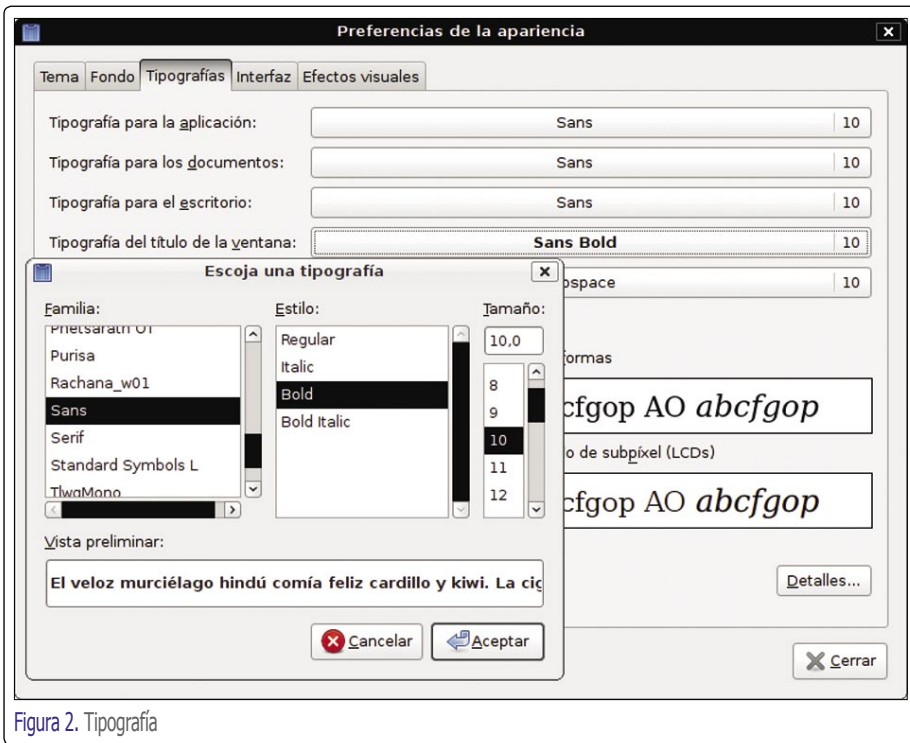 Preferencias de la apariencia
Tema Fondo Tipografías Interfaz Efectos visuales
Tipografía para la aplicación: Sans 10
Tipografía para los documentos: Sans 10
Tipografía para el escritorio: Sans 10
Tipografía del título de la ventana: Sans Bold 10
ospace 10
Escoja una tipografía
Familia:
Phetsarath OT
Purisa
Rachana_w01
Sans
Serif
Standard Symbols L
TlwgMono
Estilo:
Regular
Italic
Bold
Bold Italic
Tamaño:
10,0
8
9
10
11
12
Vista preliminar:
El veloz murciélago hindú comía feliz cardillo y kiwi. La cig
Cancelar Aceptar
formas
cfgop AO abcfgop
o de subpíxel (LCDs)
cfgop AO abcfgop
Detalles...
Cerrar
Figura 2. Tipografía